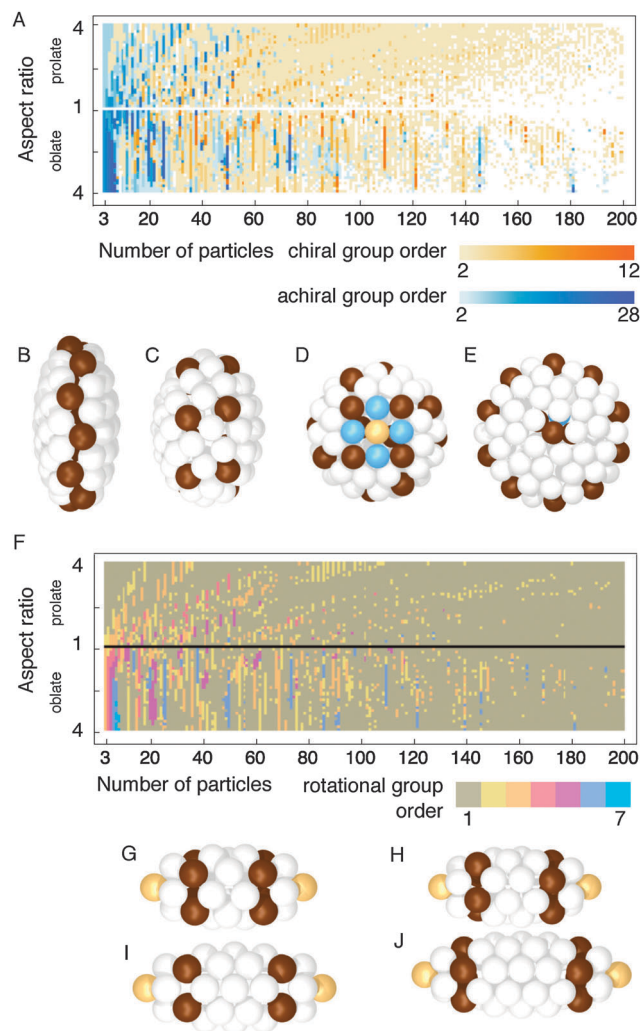 A
4
prolate
Aspect ratio
1
oblate
4
3 20 40 60 80 100 120 140 160 180 200
Number of particles
chiral group order
2 12
achiral group order
2 28
B C D E
F
4
prolate
Aspect ratio
1
oblate
4
3 20 40 60 80 100 120 140 160 180 200
Number of particles
rotational group
order
1 7
G H
I J